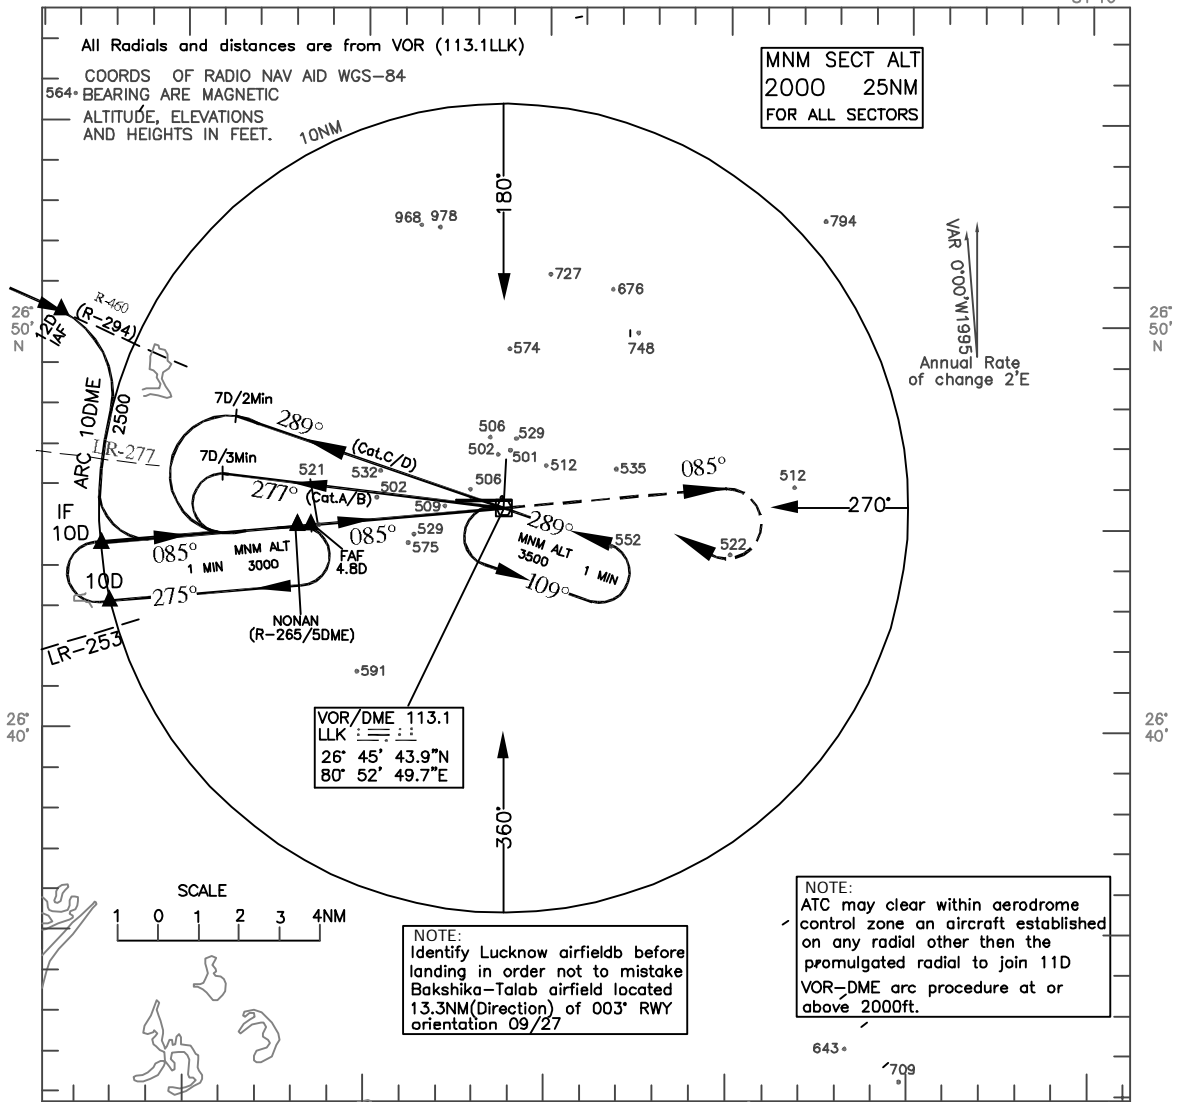 All Radials and distances are from VOR (113.1LLK)
COORDS OF RADIO NAV AID WGS-84
564
BEARING ARE MAGNETIC
ALTITUDE, ELEVATIONS
AND HEIGHTS IN FEET.
10NM
MNM SECT ALT
2000 25NM
FOR ALL SECTORS
180°
968 978
794
727
676
748
574
VAR 0°00'W1995
Annual Rate
of change 2'E
26°
50'
N
26°
50'
N
R-460
(R-294)
12D
IAF
ARC 10DME
2500
LR-277
7D/2Min
289°
(Cat.C/D)
7D/3Min
521
532
277°
(Cat.A/B)
502
506
529
502
501
512
535
506
509
085°
512
270°
IF
10D
085°
085°
529
575
MNM ALT
1 MIN 3000
FAF
4.8D
289°
MNM ALT
3500
1 MIN
552
522
109°
10D
275°
NONAN
(R-265/5DME)
LR-253
591
VOR/DME 113.1
LLK
26° 45' 43.9"N
80° 52' 49.7"E
26°
40'
26°
40'
360°
SCALE
1 0 1 2 3 4NM
NOTE:
Identify Lucknow airfieldb before
landing in order not to mistake
Bakshika-Talab airfield located
13.3NM(Direction) of 003° RWY
orientation 09/27
NOTE:
ATC may clear within aerodrome
control zone an aircraft established
on any radial other then the
promulgated radial to join 11D
VOR-DME arc procedure at or
above 2000ft.
643
709